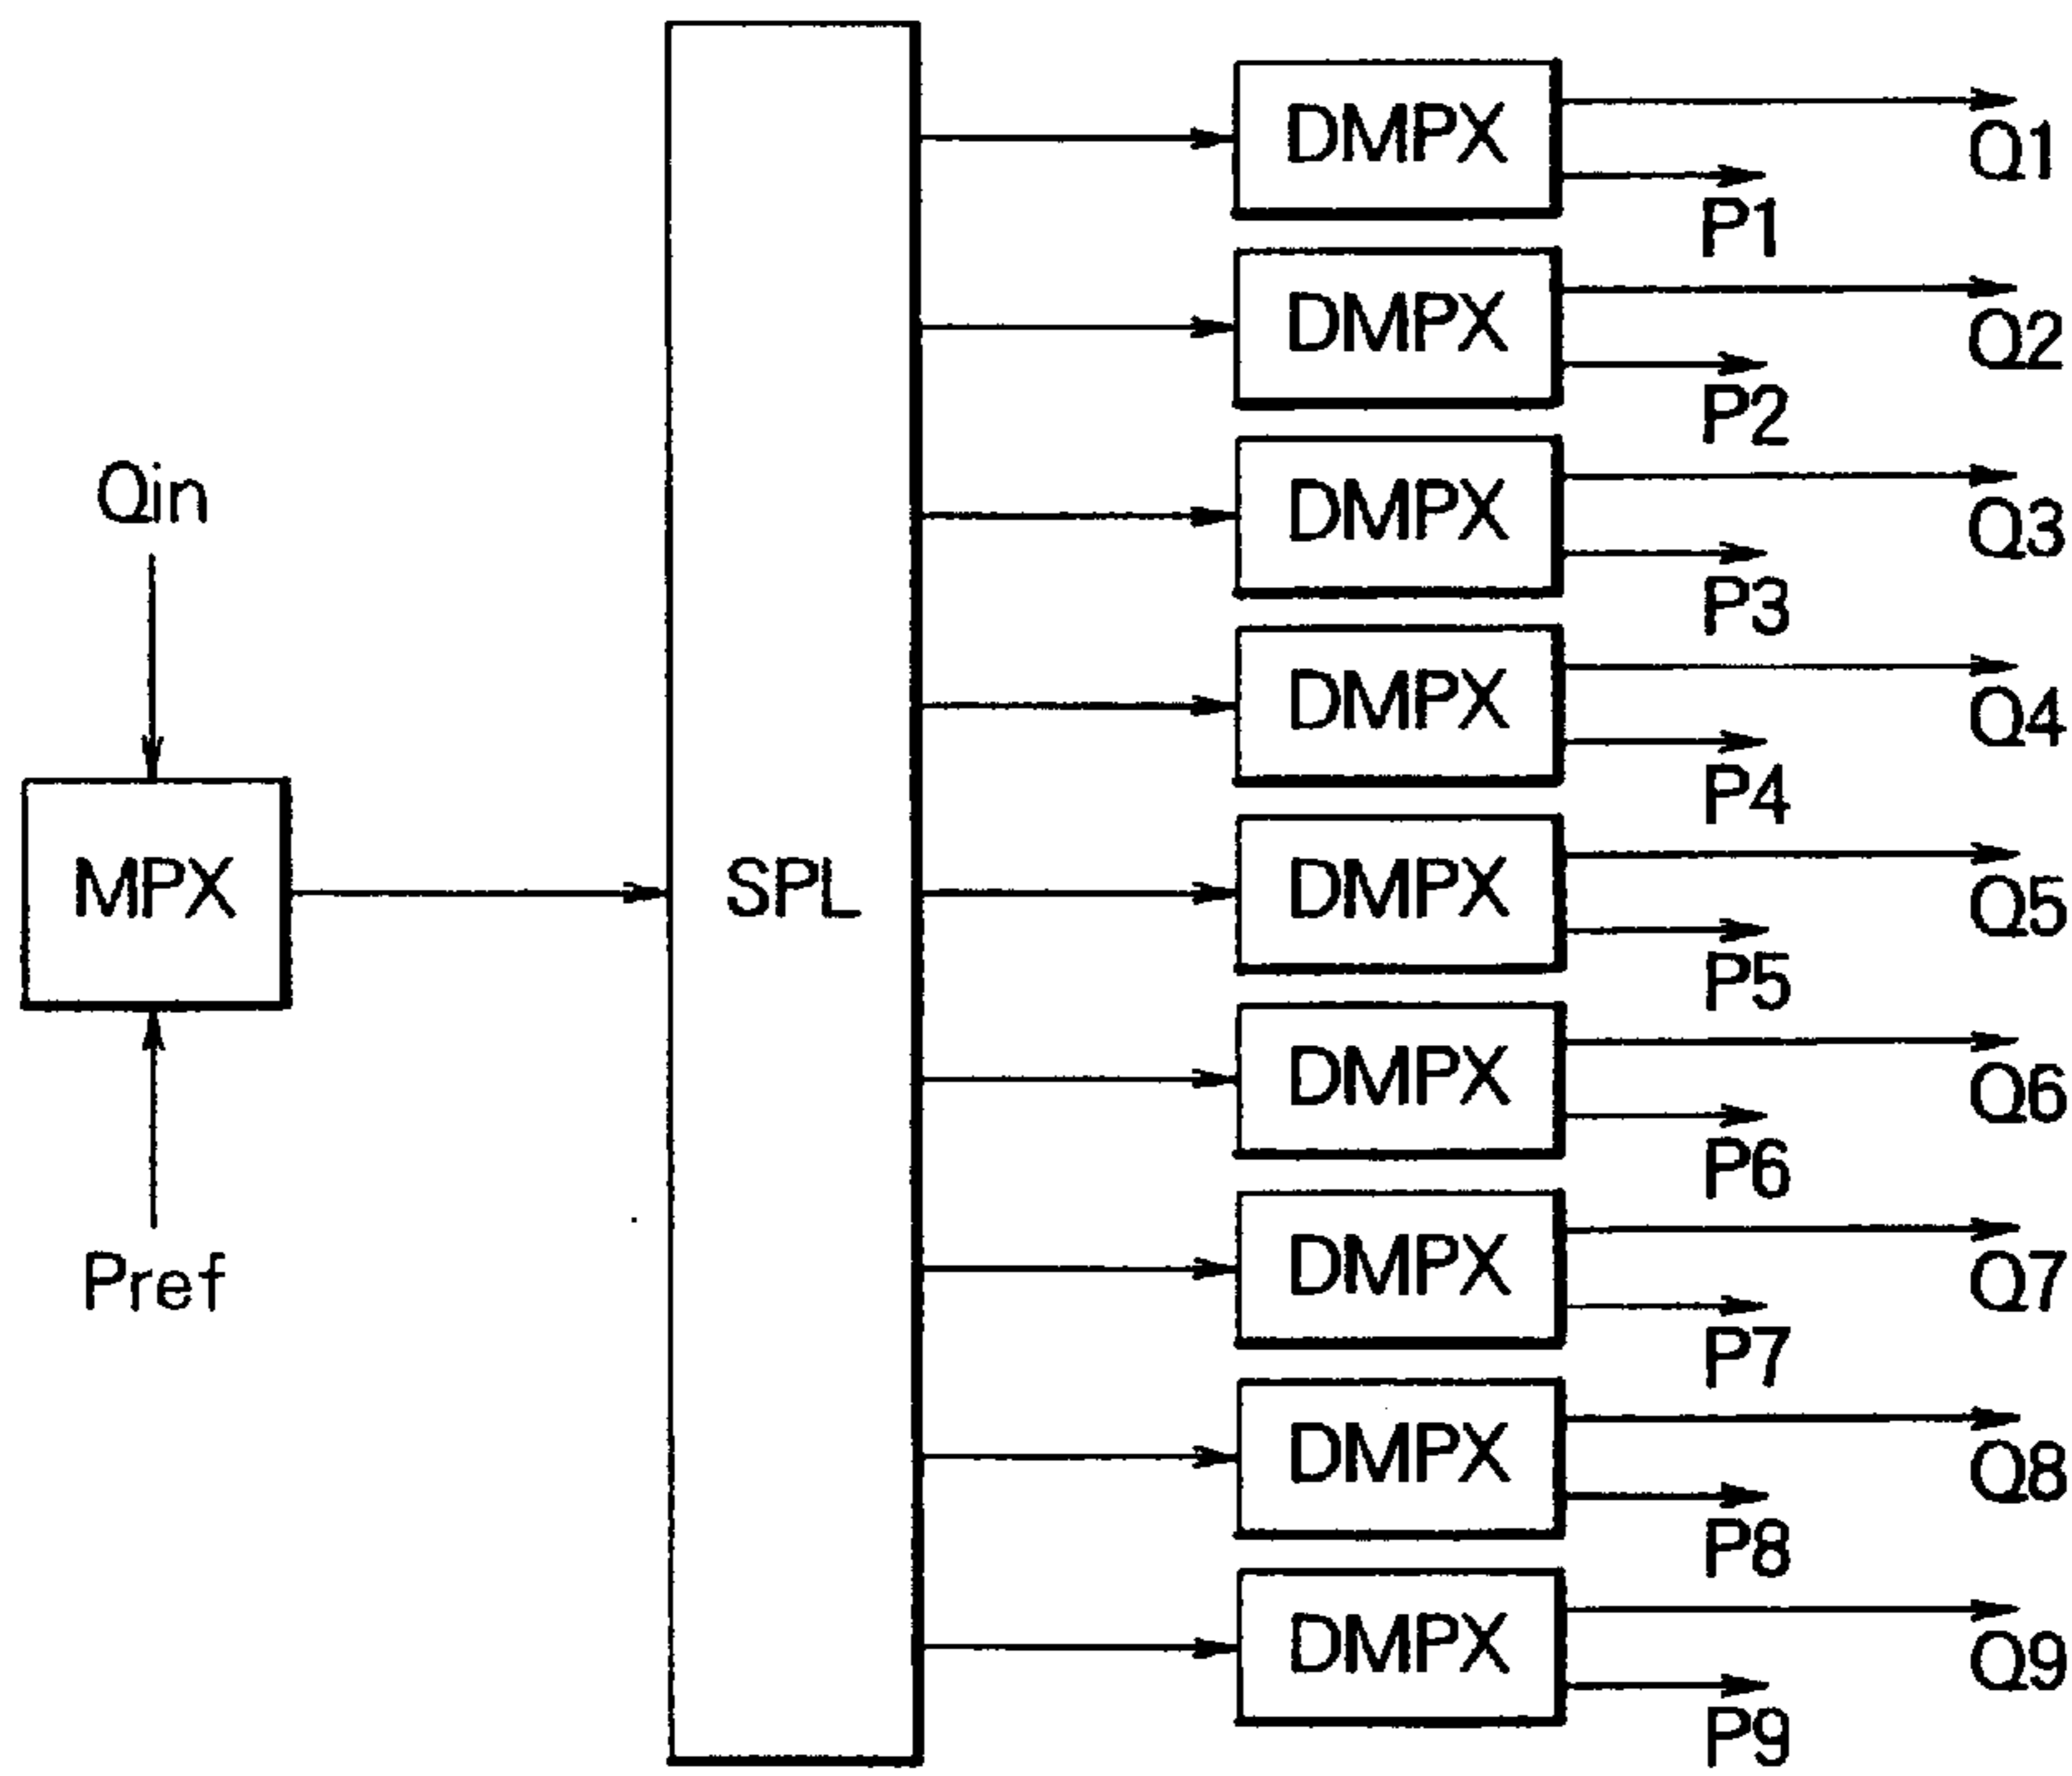 DMPX
Q1
P1
DMPX
Q2
P2
DMPX
Q3
P3
DMPX
Q4
P4
Qin
MPX
Pref
SPL
DMPX
Q5
P5
DMPX
Q6
P6
DMPX
Q7
P7
DMPX
Q8
P8
DMPX
Q9
P9